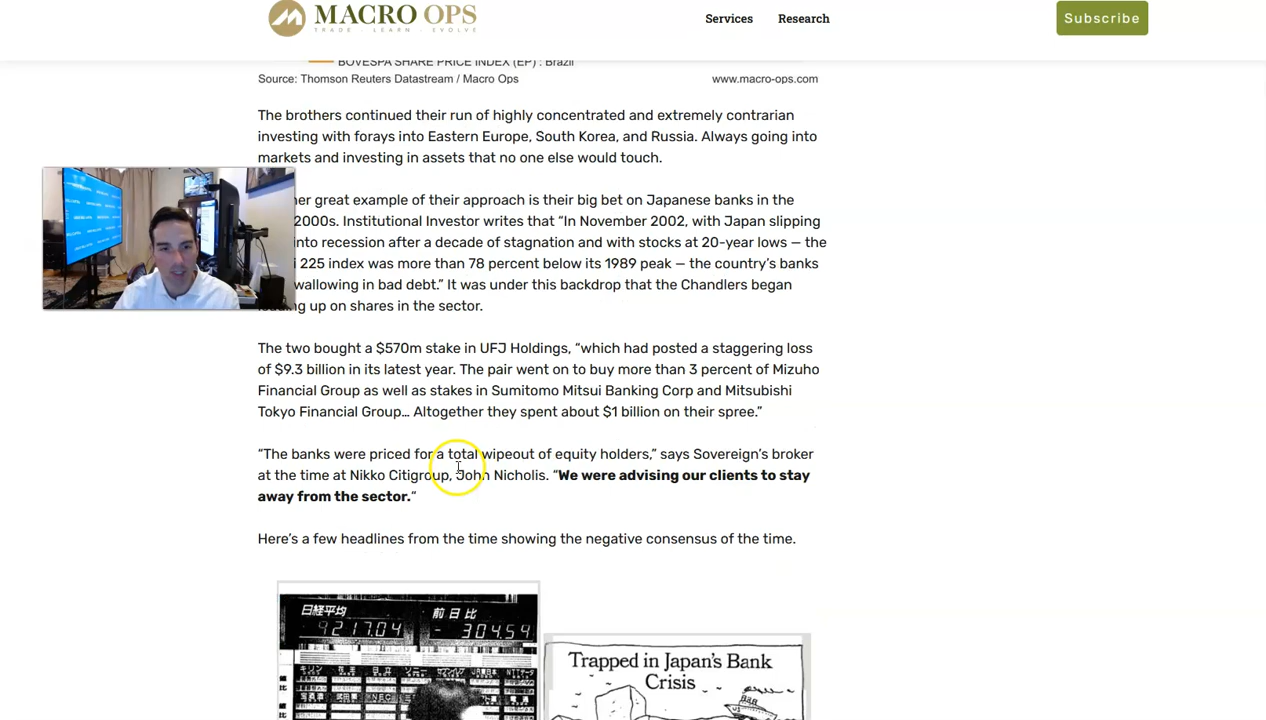 MACRO OPS
TRADE . LEARN . EVOLVE
Services
Research
Subscribe
BOVESPA SHARE PRICE INDEX (EP) : Brazil
Source: Thomson Reuters Datastream / Macro Ops
www.macro-ops.com
The brothers continued their run of highly concentrated and extremely contrarian
investing with forays into Eastern Europe, South Korea, and Russia. Always going into
markets and investing in assets that no one else would touch.
her great example of their approach is their big bet on Japanese banks in the
2000s. Institutional Investor writes that “In November 2002, with Japan slipping
into recession after a decade of stagnation and with stocks at 20-year lows — the
225 index was more than 78 percent below its 1989 peak — the country’s banks
wallowing in bad debt.” It was under this backdrop that the Chandlers began
ng up on shares in the sector.
The two bought a $570m stake in UFJ Holdings, “which had posted a staggering loss
of $9.3 billion in its latest year. The pair went on to buy more than 3 percent of Mizuho
Financial Group as well as stakes in Sumitomo Mitsui Banking Corp and Mitsubishi
Tokyo Financial Group… Altogether they spent about $1 billion on their spree.”
“The banks were priced for a total wipeout of equity holders,” says Sovereign’s broker
at the time at Nikko Citigroup, John Nicholis. “We were advising our clients to stay
away from the sector.“
Here’s a few headlines from the time showing the negative consensus of the time.
日経平均
前日比
9217.04
- 304.59
Trapped in Japan's Bank
Crisis